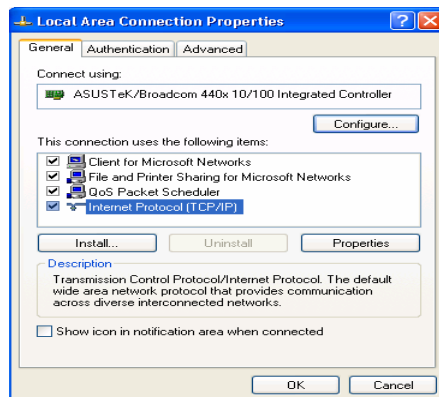 Local Area Connection Properties
General Authentication Advanced
Connect using:
ASUSTeK/Broadcom 440x 10/100 Integrated Controller
Configure...
This connection uses the following items:
Client for Microsoft Networks
File and Printer Sharing for Microsoft Networks
QoS Packet Scheduler
Internet Protocol (TCP/IP)
Install... Uninstall Properties
Description
Transmission Control Protocol/Internet Protocol. The default
wide area network protocol that provides communication
across diverse interconnected networks.
Show icon in notification area when connected
OK Cancel